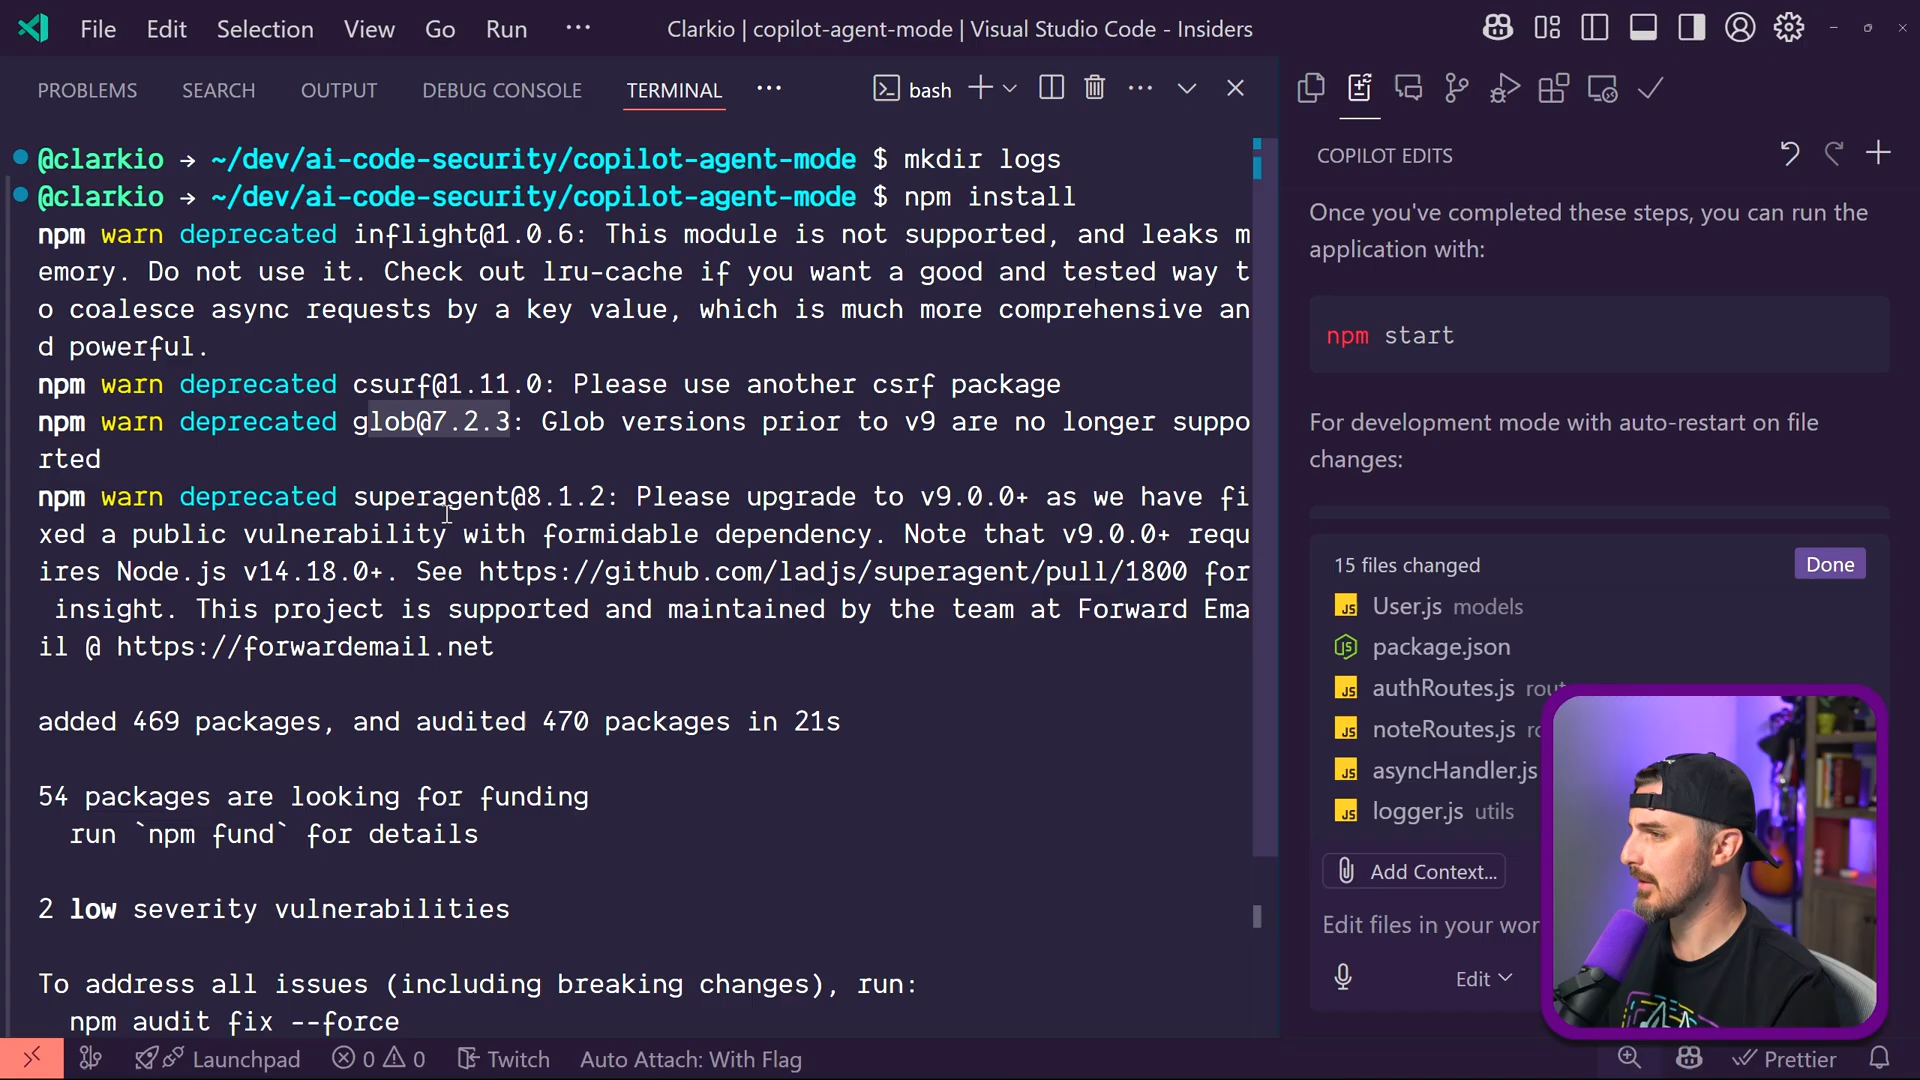 File Edit Selection View Go Run ··· Clarkio | copilot-agent-mode | Visual Studio Code - Insiders
PROBLEMS SEARCH OUTPUT DEBUG CONSOLE TERMINAL ··· bash
@clarkio → ~/dev/ai-code-security/copilot-agent-mode $ mkdir logs
@clarkio → ~/dev/ai-code-security/copilot-agent-mode $ npm install
npm warn deprecated inflight@1.0.6: This module is not supported, and leaks m
emory. Do not use it. Check out lru-cache if you want a good and tested way t
o coalesce async requests by a key value, which is much more comprehensive an
d powerful.
npm warn deprecated csurf@1.11.0: Please use another csrf package
npm warn deprecated glob@7.2.3: Glob versions prior to v9 are no longer suppo
rted
npm warn deprecated superagent@8.1.2: Please upgrade to v9.0.0+ as we have fi
xed a public vulnerability with formidable dependency. Note that v9.0.0+ requ
ires Node.js v14.18.0+. See https://github.com/ladjs/superagent/pull/1800 for
insight. This project is supported and maintained by the team at Forward Ema
il @ https://forwardemail.net
added 469 packages, and audited 470 packages in 21s
54 packages are looking for funding
run `npm fund` for details
2 low severity vulnerabilities
To address all issues (including breaking changes), run:
npm audit fix --force
COPILOT EDITS
Once you've completed these steps, you can run the
application with:
npm start
For development mode with auto-restart on file
changes:
15 files changed Done
User.js models
package.json
authRoutes.js rout
noteRoutes.js ro
asyncHandler.js
logger.js utils
Add Context...
Edit files in your wor
Edit
Launchpad 0 0 Twitch Auto Attach: With Flag Prettier